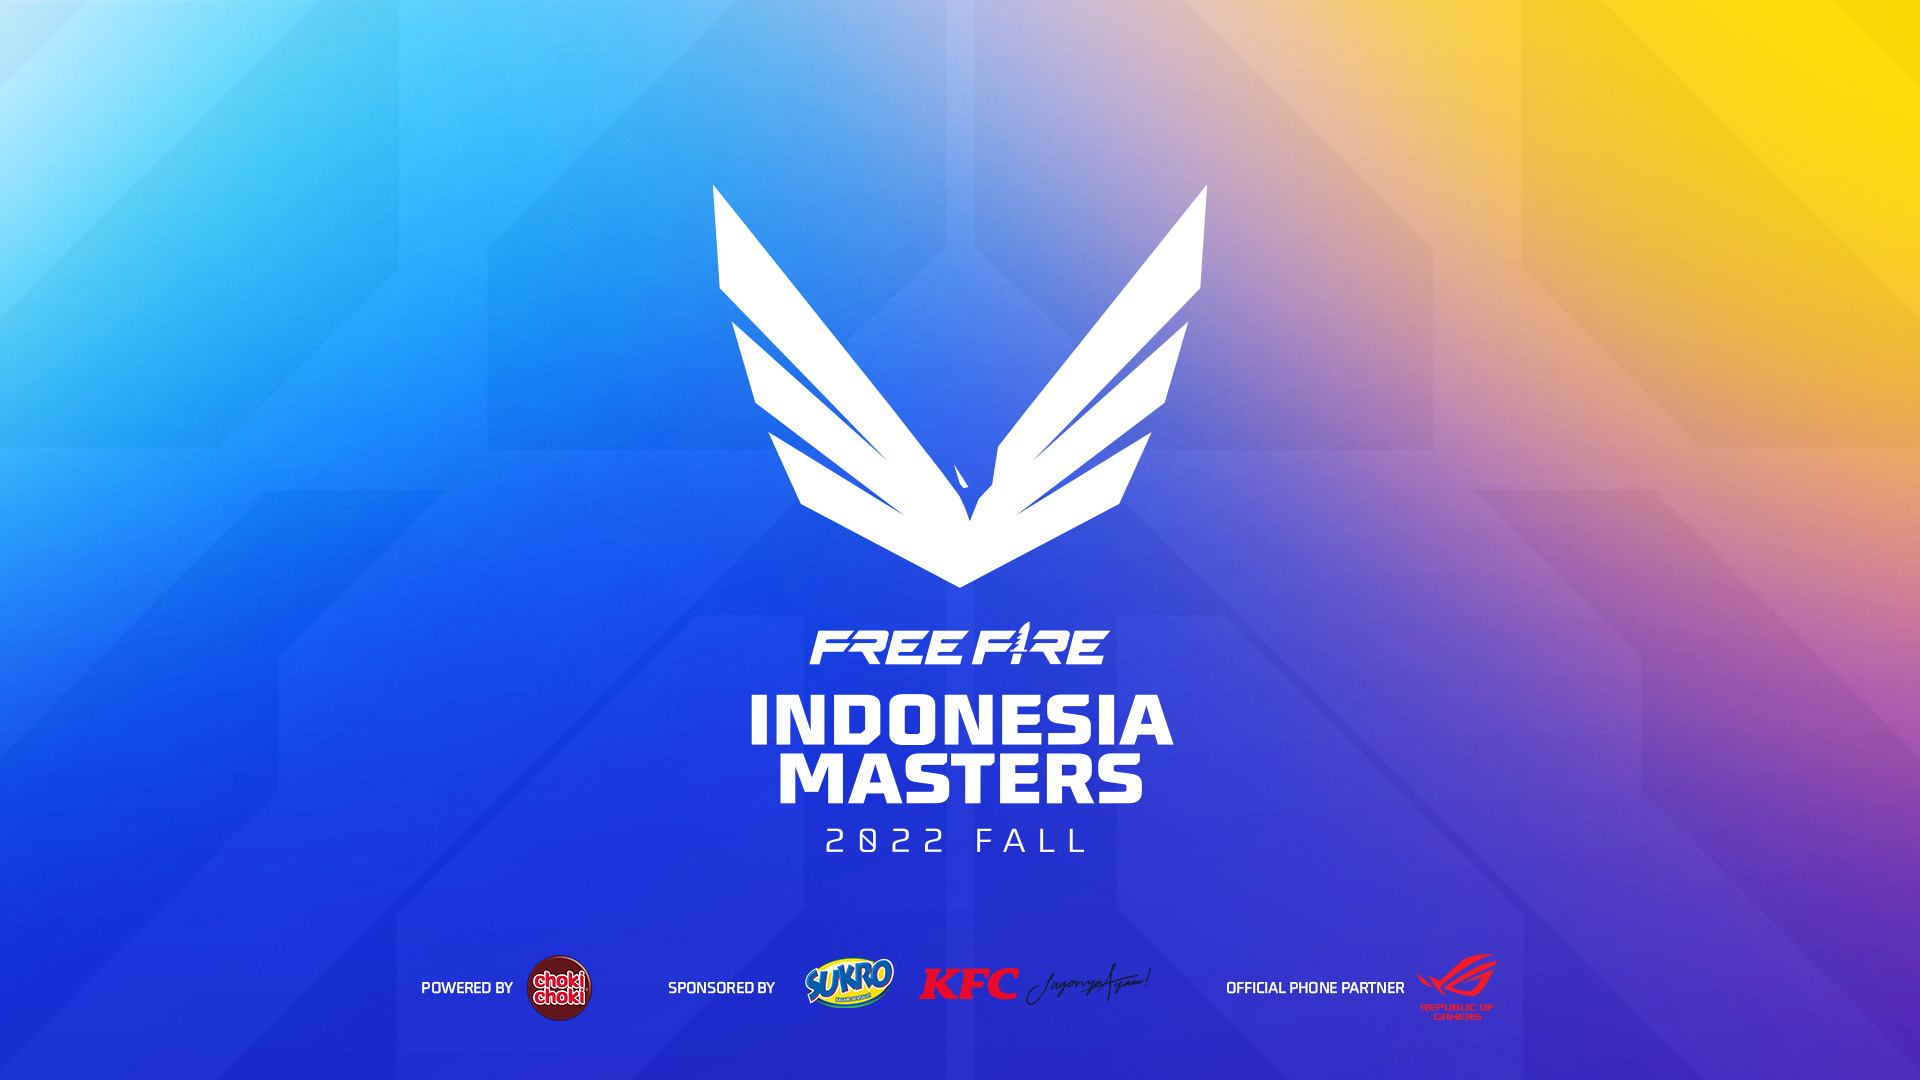 FREE FIRE
INDONESIA
MASTERS
2022 FALL
POWERED BY
choki
choki
SPONSORED BY
SUKRO
KFC
Jagonya Ayam!
OFFICIAL PHONE PARTNER
REPUBLIC OF
GAMERS